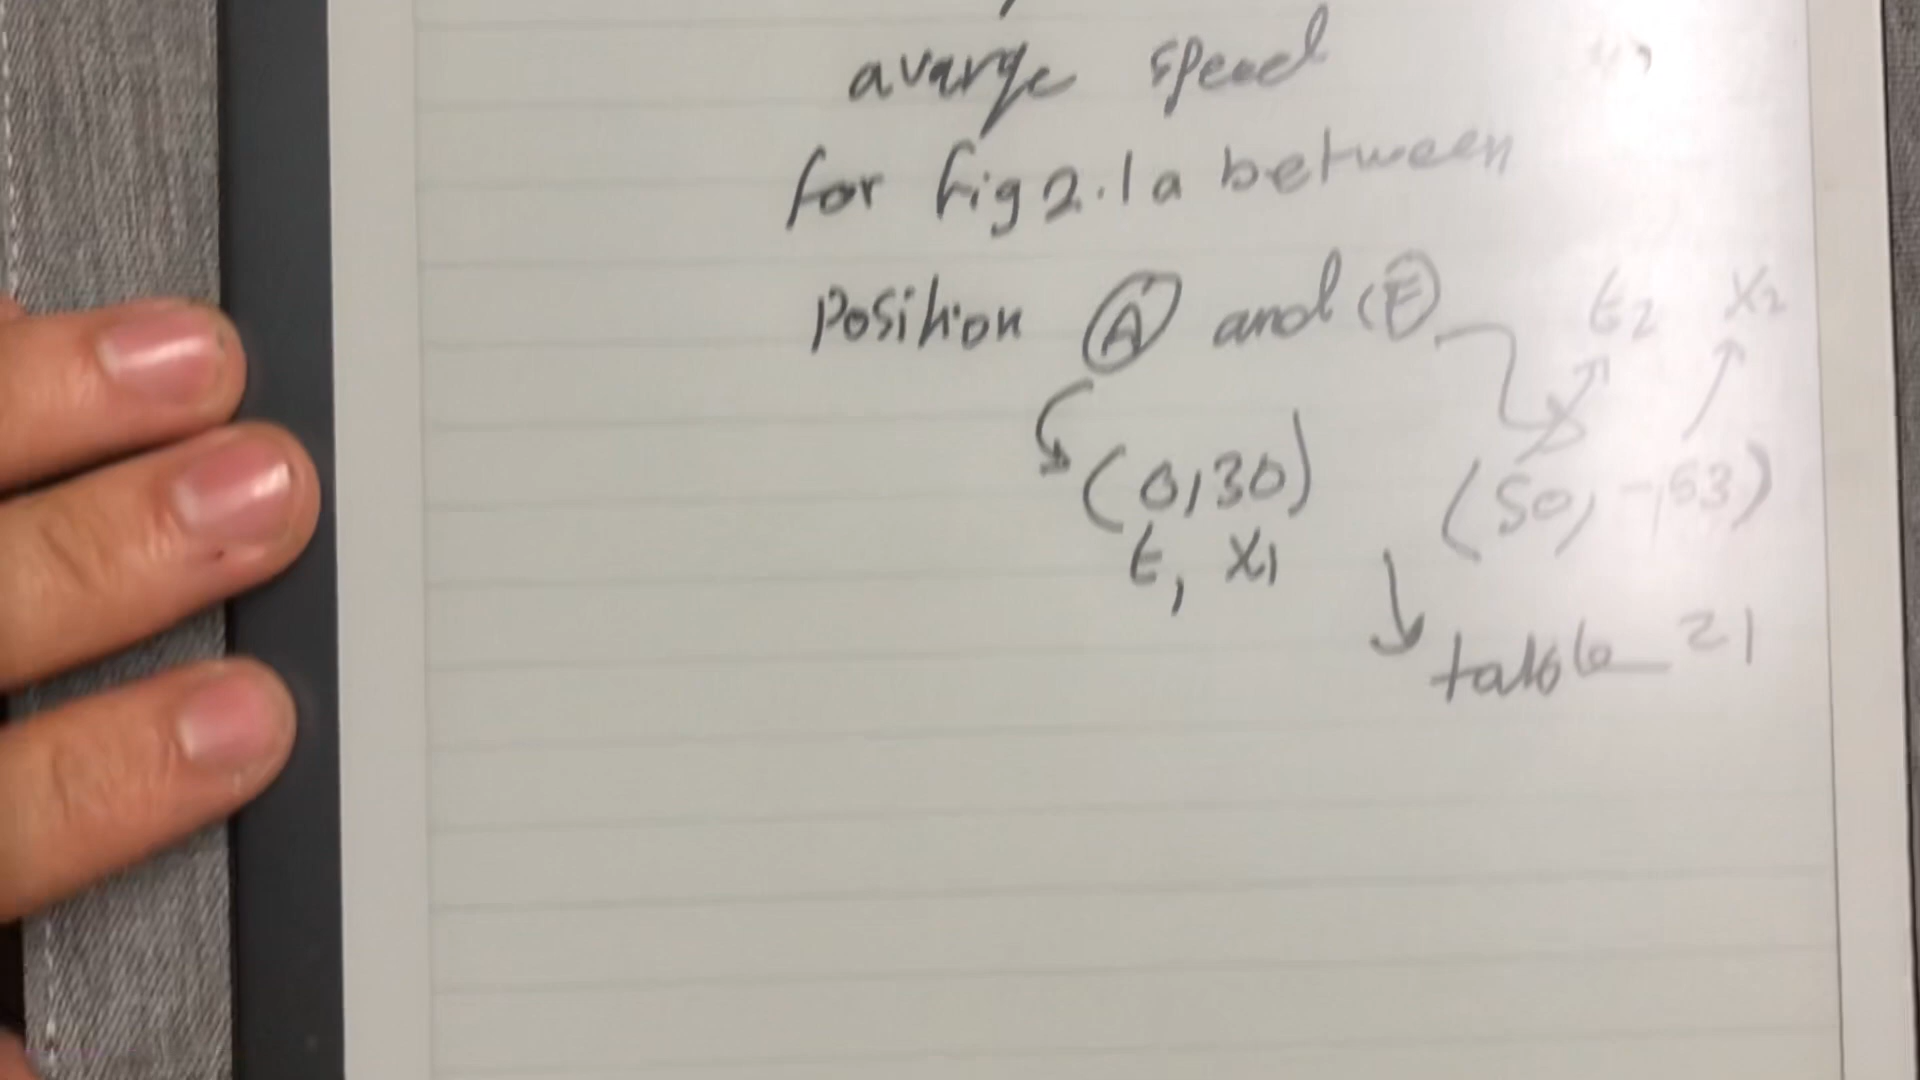 avarge speed
for fig 2.1a between
Position A and F
t2 x2
(0,30) (50, -53)
t, x1
table 21